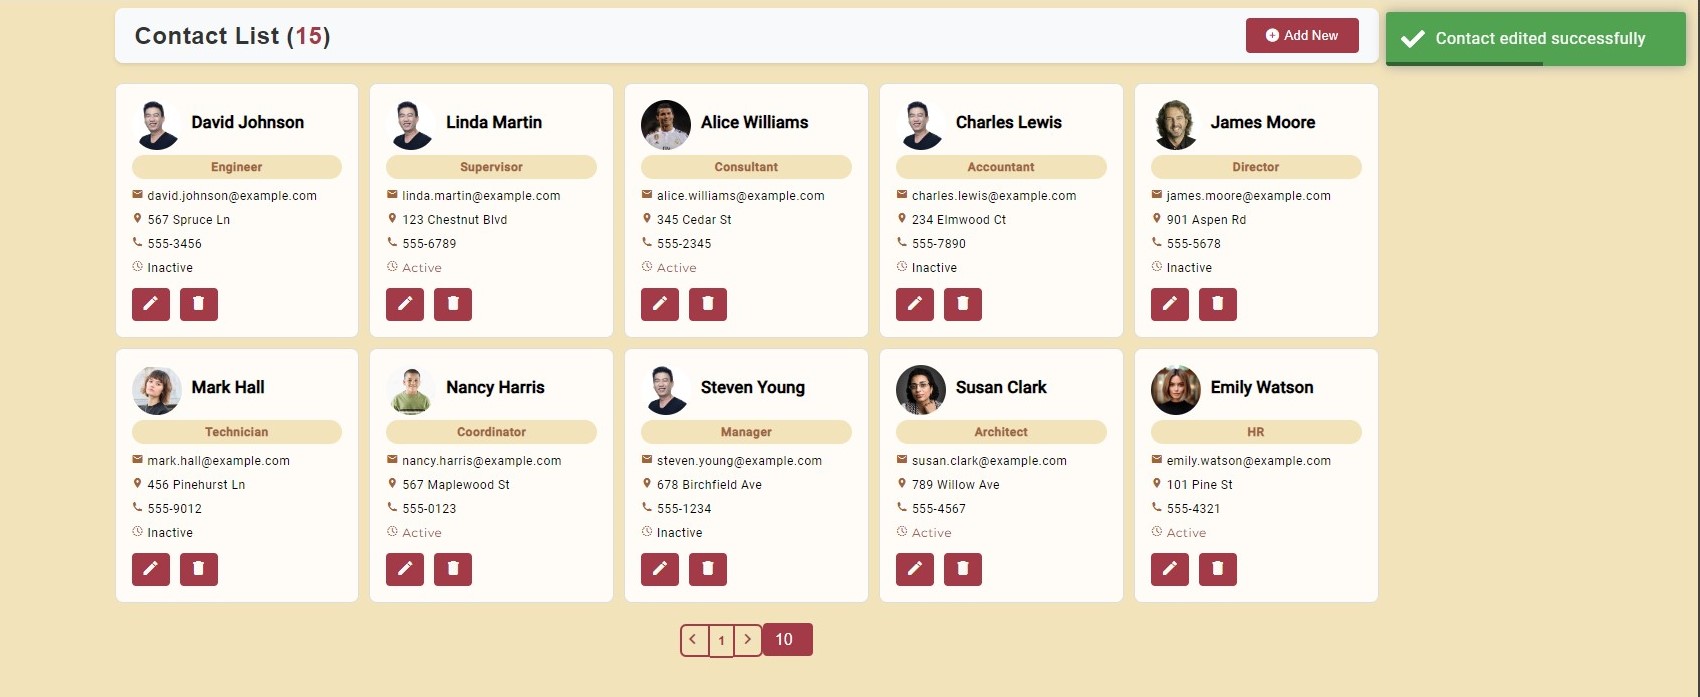 Contact List (15)
Add New
Contact edited successfully
David Johnson
Engineer
david.johnson@example.com
567 Spruce Ln
555-3456
Inactive
Linda Martin
Supervisor
linda.martin@example.com
123 Chestnut Blvd
555-6789
Active
Alice Williams
Consultant
alice.williams@example.com
345 Cedar St
555-2345
Active
Charles Lewis
Accountant
charles.lewis@example.com
234 Elmwood Ct
555-7890
Inactive
James Moore
Director
james.moore@example.com
901 Aspen Rd
555-5678
Inactive
Mark Hall
Technician
mark.hall@example.com
456 Pinehurst Ln
555-9012
Inactive
Nancy Harris
Coordinator
nancy.harris@example.com
567 Maplewood St
555-0123
Active
Steven Young
Manager
steven.young@example.com
678 Birchfield Ave
555-1234
Inactive
Susan Clark
Architect
susan.clark@example.com
789 Willow Ave
555-4567
Active
Emily Watson
HR
emily.watson@example.com
101 Pine St
555-4321
Active
1
10